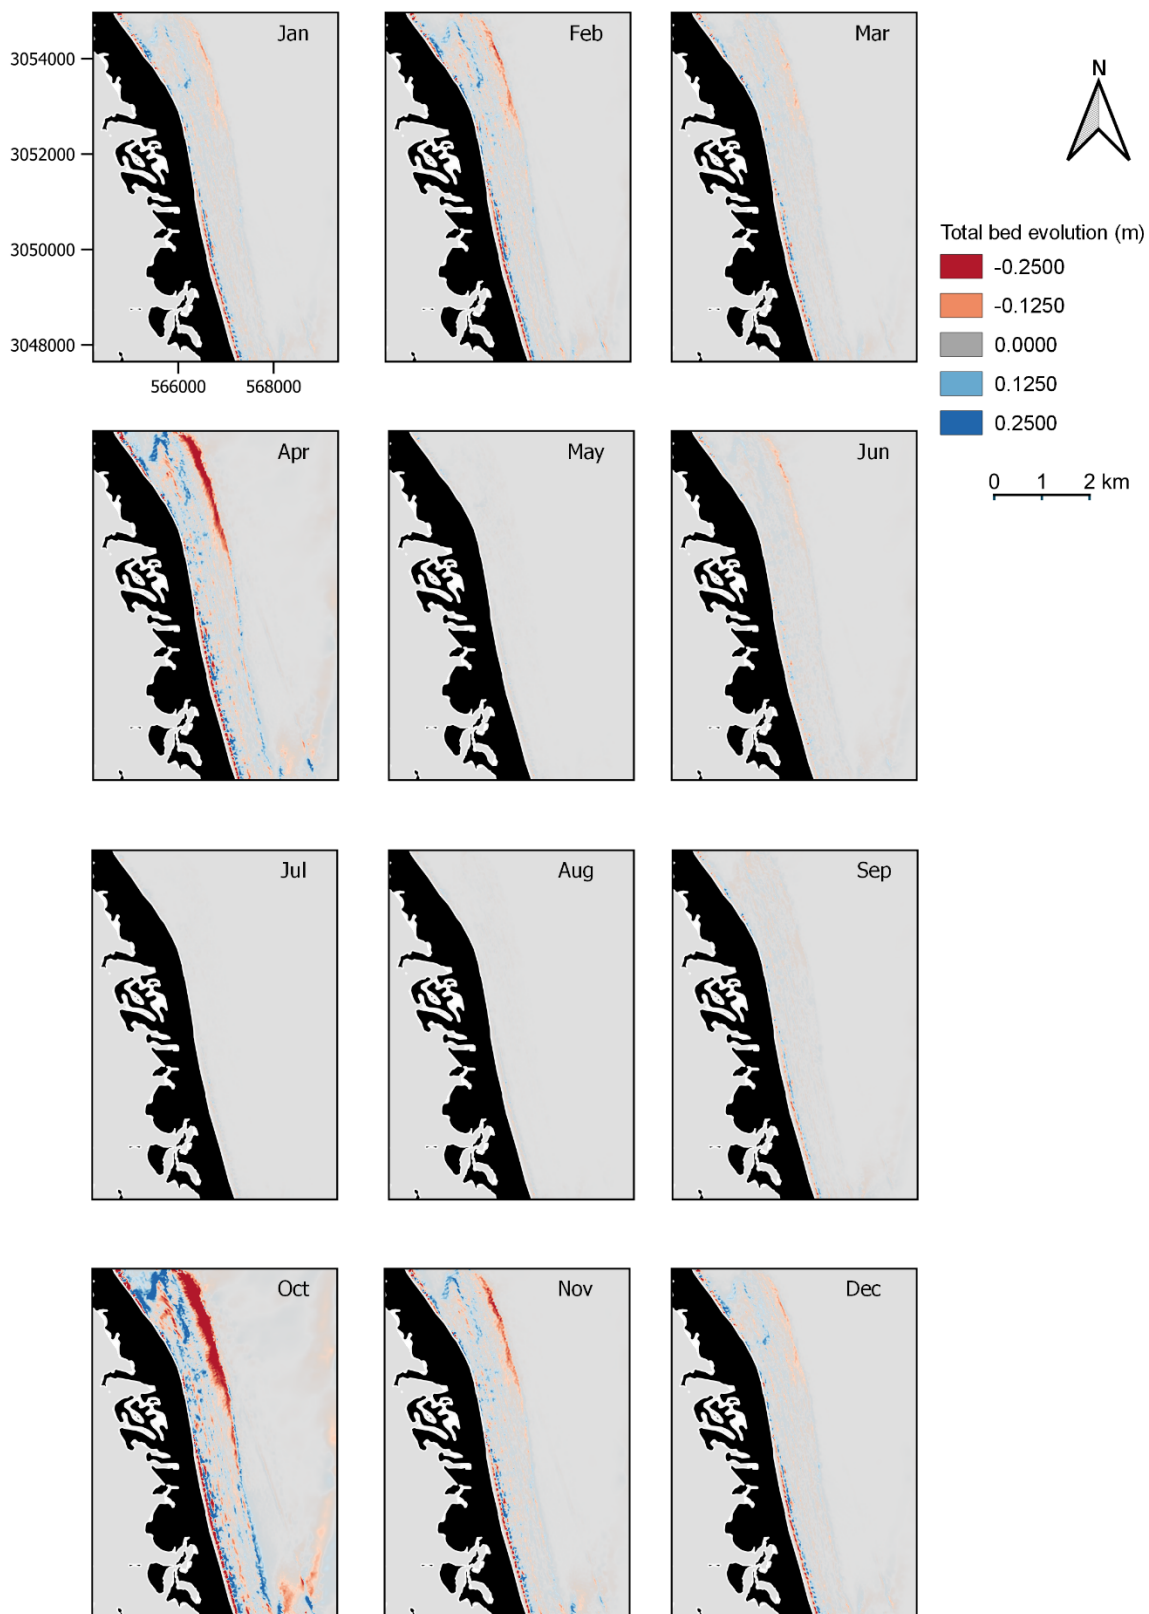 Jan
Feb
Mar
3054000
3052000
3050000
3048000
566000
568000
N
Total bed evolution (m)
-0.2500
-0.1250
0.0000
0.1250
0.2500
0 1 2 km
Apr
May
Jun
Jul
Aug
Sep
Oct
Nov
Dec